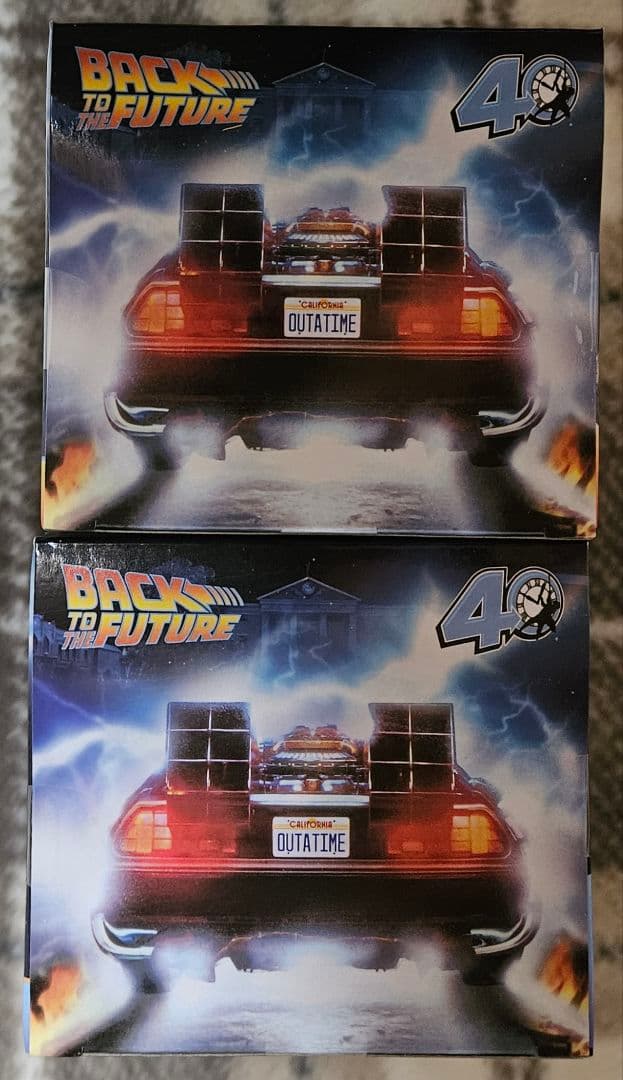 BACK
TO THE FUTURE
40
CALIFORNIA
OUTATIME
BACK
TO THE FUTURE
40
CALIFORNIA
OUTATIME